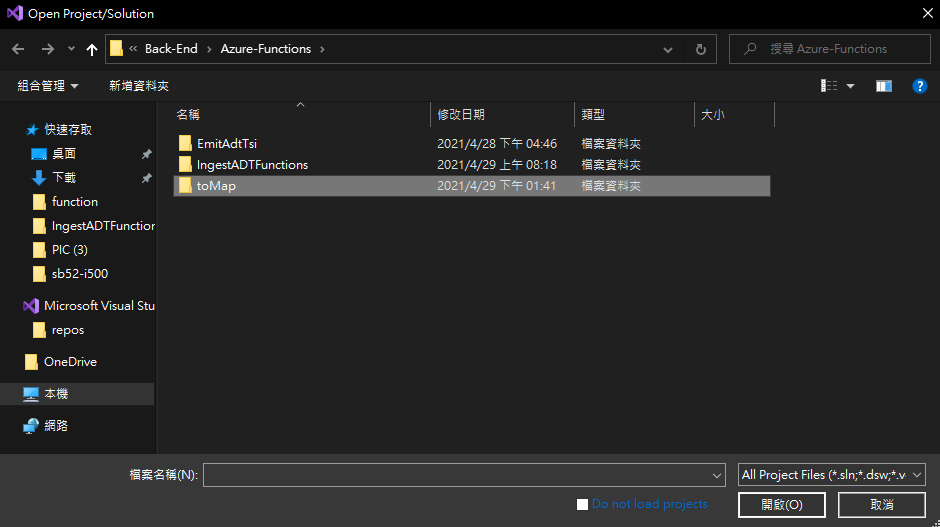 Open Project/Solution
« Back-End › Azure-Functions ›
搜尋 Azure-Functions
組合管理 新增資料夾
名稱 修改日期 類型 大小
快速存取
桌面
下載
function
IngestADTFunction
PIC (3)
sb52-i500
Microsoft Visual Stu
repos
OneDrive
本機
網路
EmitAdtTsi 2021/4/28 下午 04:46 檔案資料夾
IngestADTFunctions 2021/4/29 上午 08:18 檔案資料夾
toMap 2021/4/29 下午 01:41 檔案資料夾
檔案名稱(N):
All Project Files (*.sln;*.dsw;*.v
Do not load projects
開啟(O) 取消